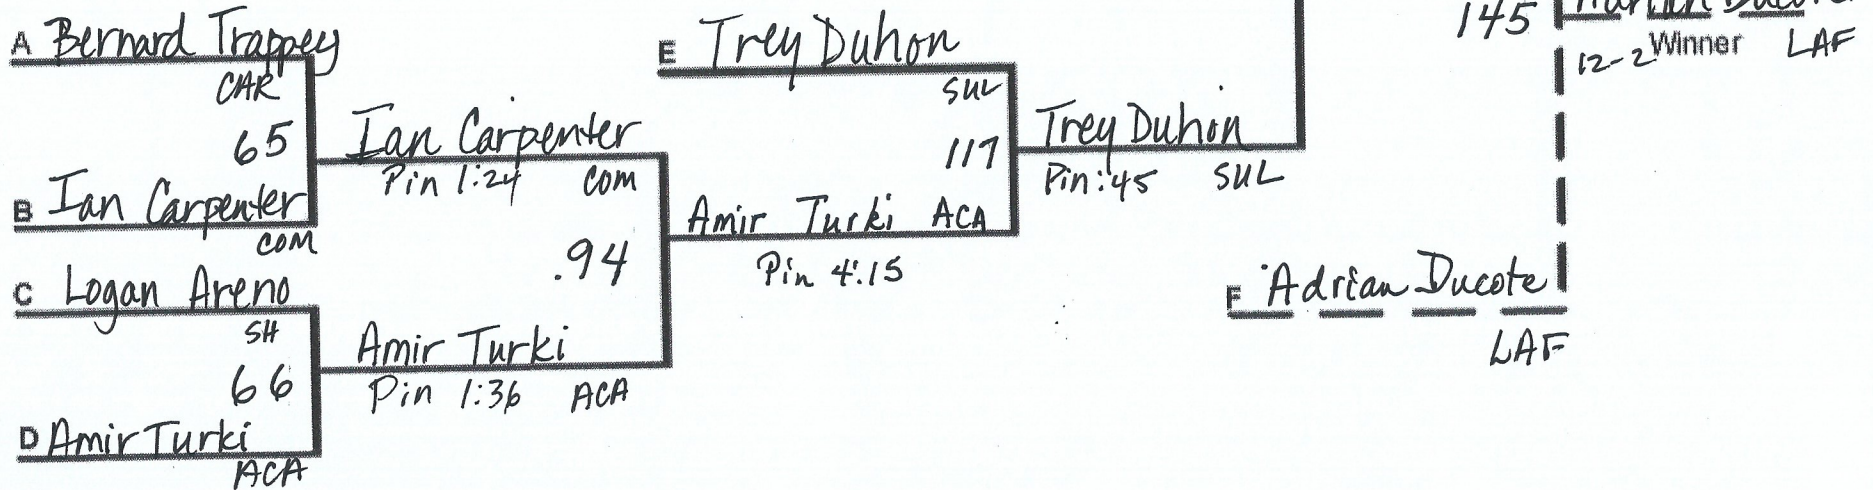 A Bernard Trappey
CAR
65
B Ian Carpenter
COM
C Logan Areno
SH
66
D Amir Turki
ACA
Ian Carpenter
Pin 1:24 COM
.94
Amir Turki
Pin 1:36 ACA
E Trey Duhon
SUL
117
Amir Turki ACA
Pin 4:15
Trey Duhon
Pin :45 SUL
145
12-2 Winner LAF
F Adrian Ducote
LAF